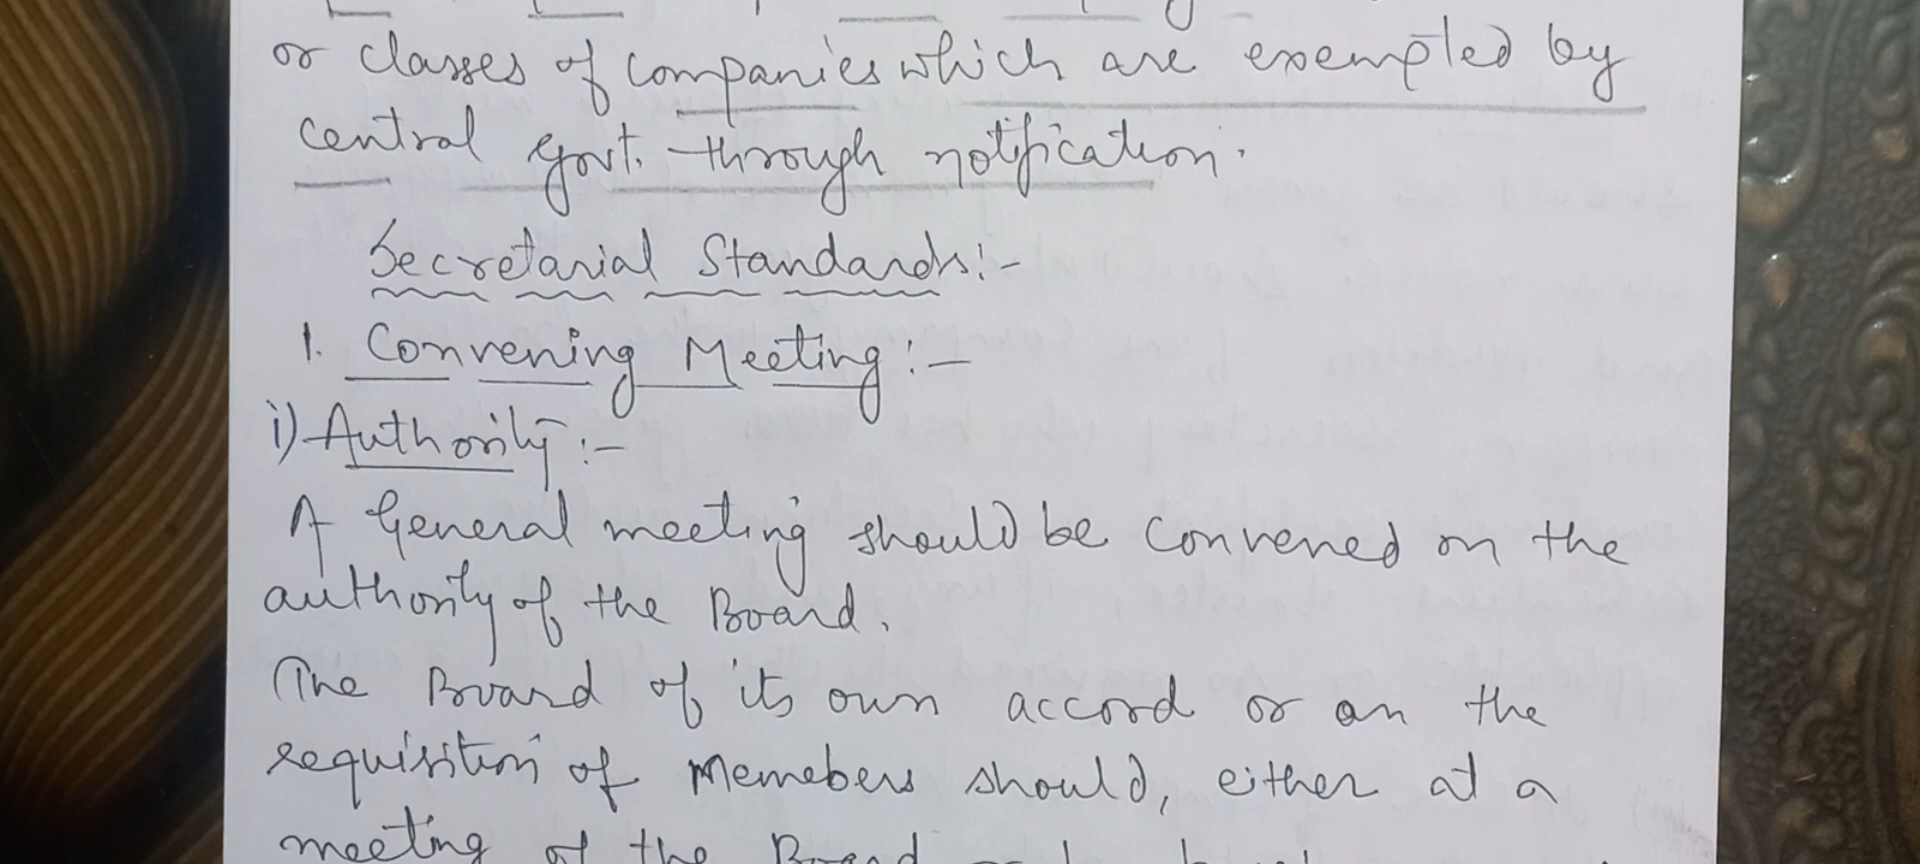 or classes of companies which are exempted by
central govt. through notification.
Secretarial Standards:-
1. Convening Meeting:-
i) Authority:-
A General meeting should be convened on the
authority of the Board.
The Board of its own accord or on the
requisition of Memebers should, either at a
meeting of the Board